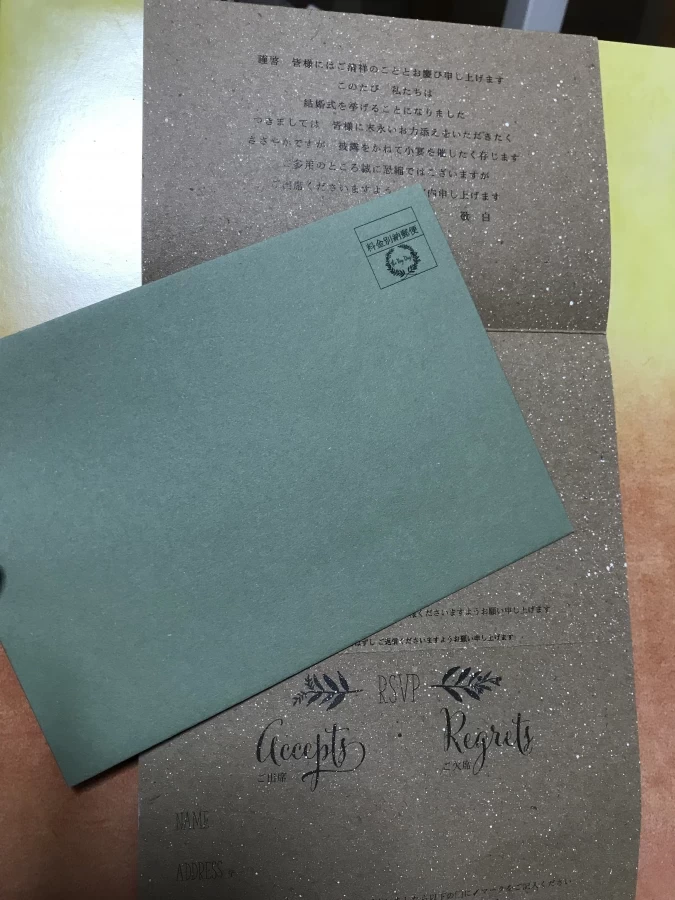 謹啓 皆様にはご清祥のこととお慶び申し上げます
このたび 私たちは
結婚式を挙げることになりました
つきましては 皆様に末永いお力添えをいただきたく
ささやかですが 披露をかねて小宴を催したく存じます
ご多用のところ誠に恐縮ではございますが
ご出席くださいますよう 内申し上げます
敬 白
料金別納郵便
くださいますようお願い申し上げます
ご返信くださいますようお願い申し上げます
RSVP
Accepts
Regrets
ご出席
ご欠席
NAME
ADDRESS 〒